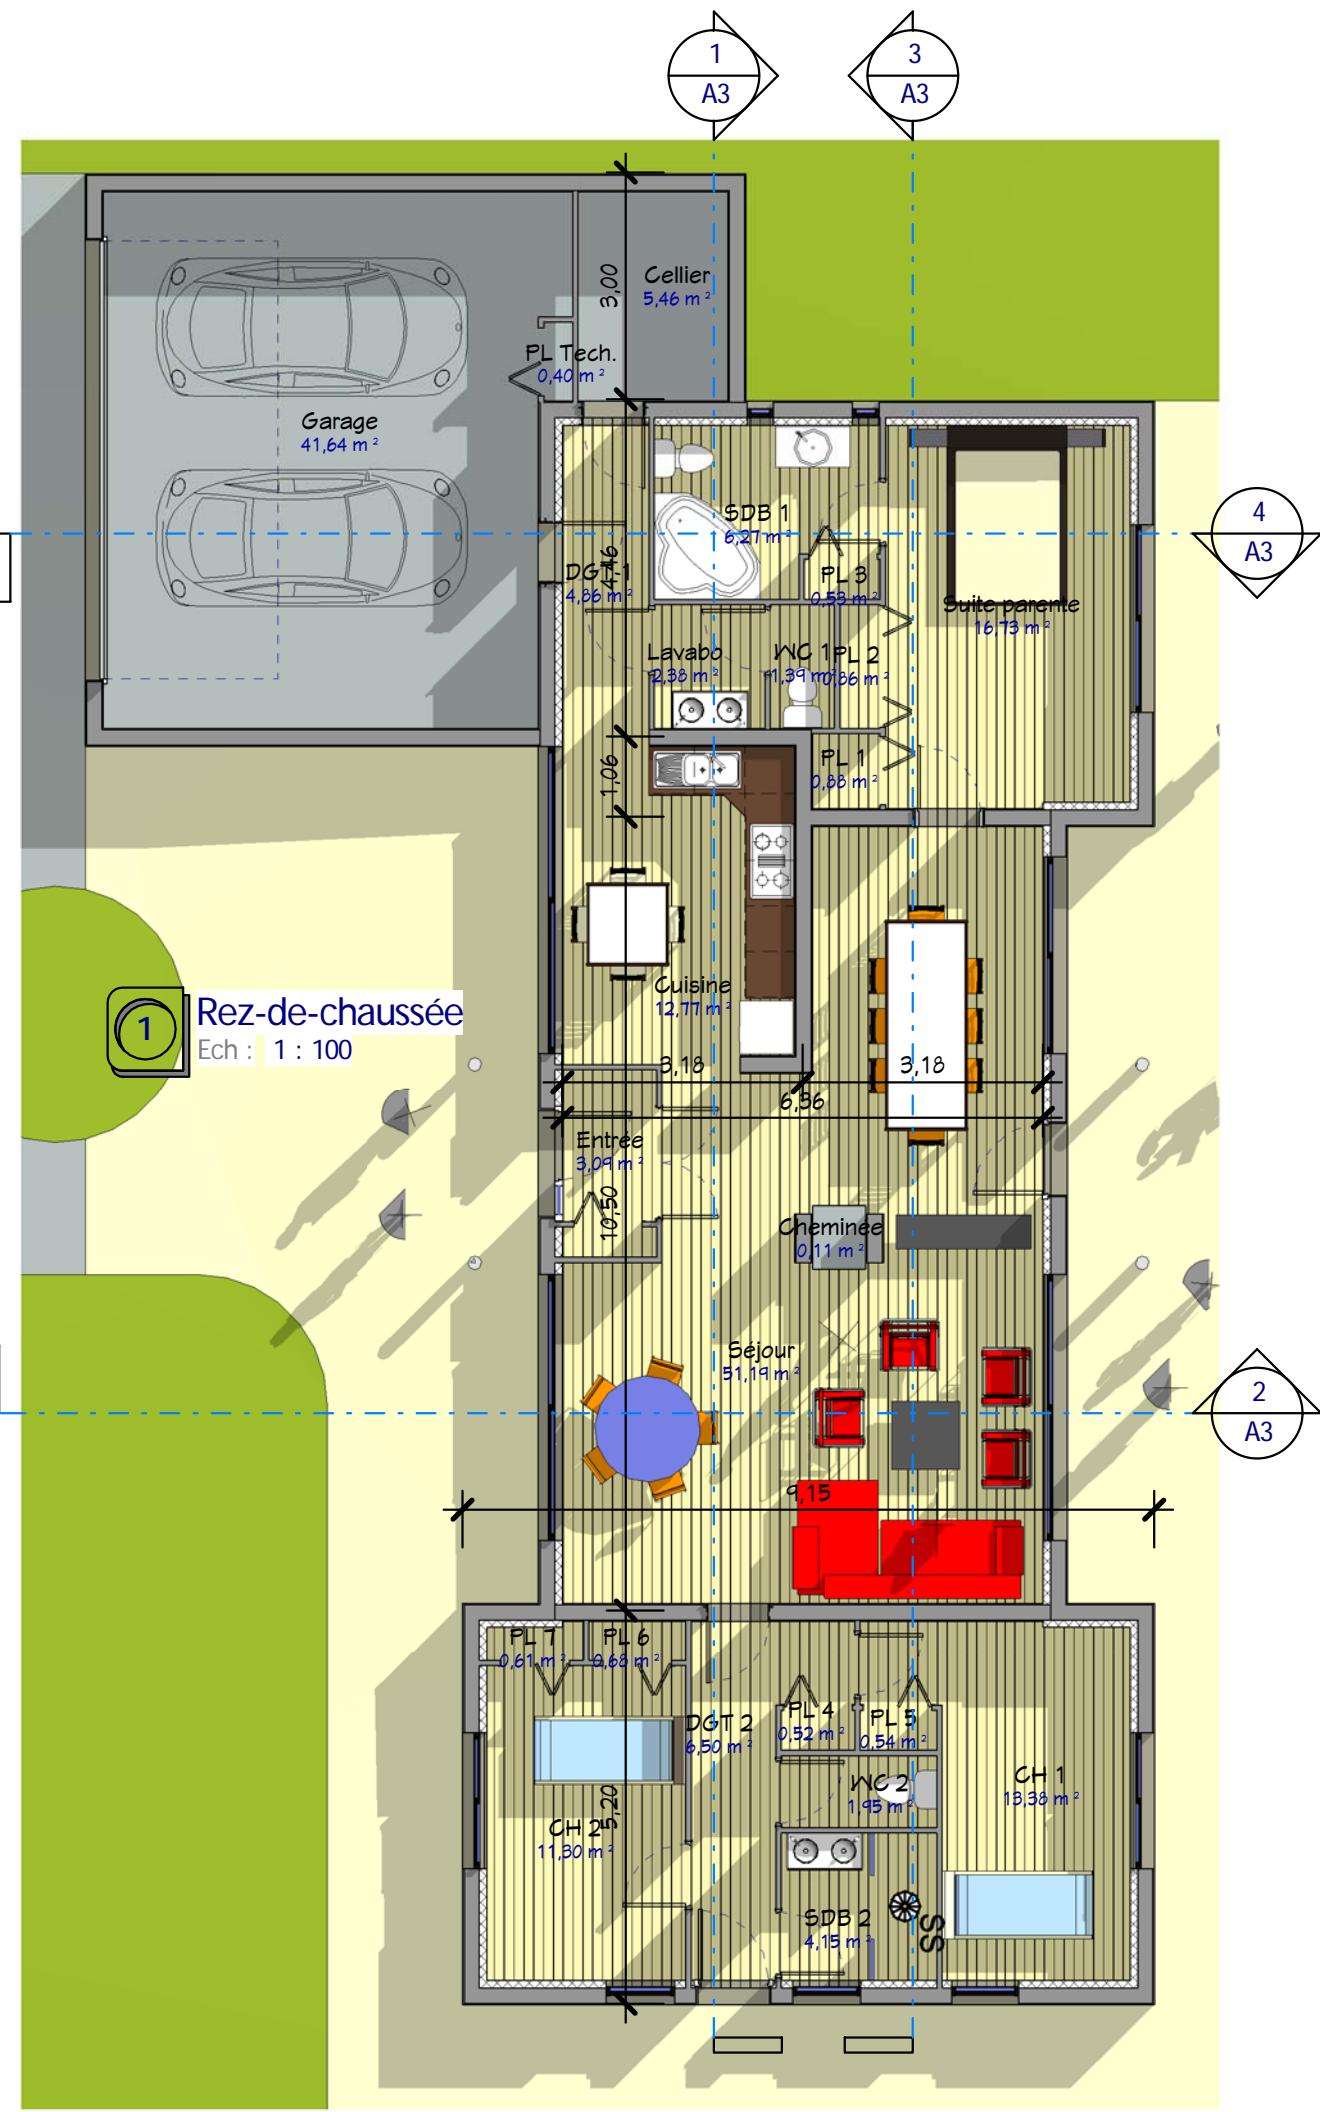 1
A3
3
A3
3,00
Cellier
5,46 m²
PL Tech.
0,40 m²
Garage
41,64 m²
SDB 1
6,27 m²
4
A3
DGT 1
4,86 m²
4,46
PL 3
0,53 m²
Suite parente
16,73 m²
Lavabo
2,38 m²
WC 1
1,39 m²
PL 2
0,86 m²
PL 1
0,88 m²
1,06
Cuisine
12,77 m²
1
Rez-de-chaussée
Ech : 1 : 100
3,18
3,18
6,36
Entrée
3,09 m²
10,50
Cheminée
0,11 m²
Séjour
51,19 m²
2
A3
9,15
PL 7
0,61 m²
PL 6
0,68 m²
DGT 2
6,50 m²
PL 4
0,52 m²
PL 5
0,54 m²
WC 2
1,95 m²
CH 1
13,38 m²
5,20
CH 2
11,30 m²
SDB 2
4,15 m²
SS